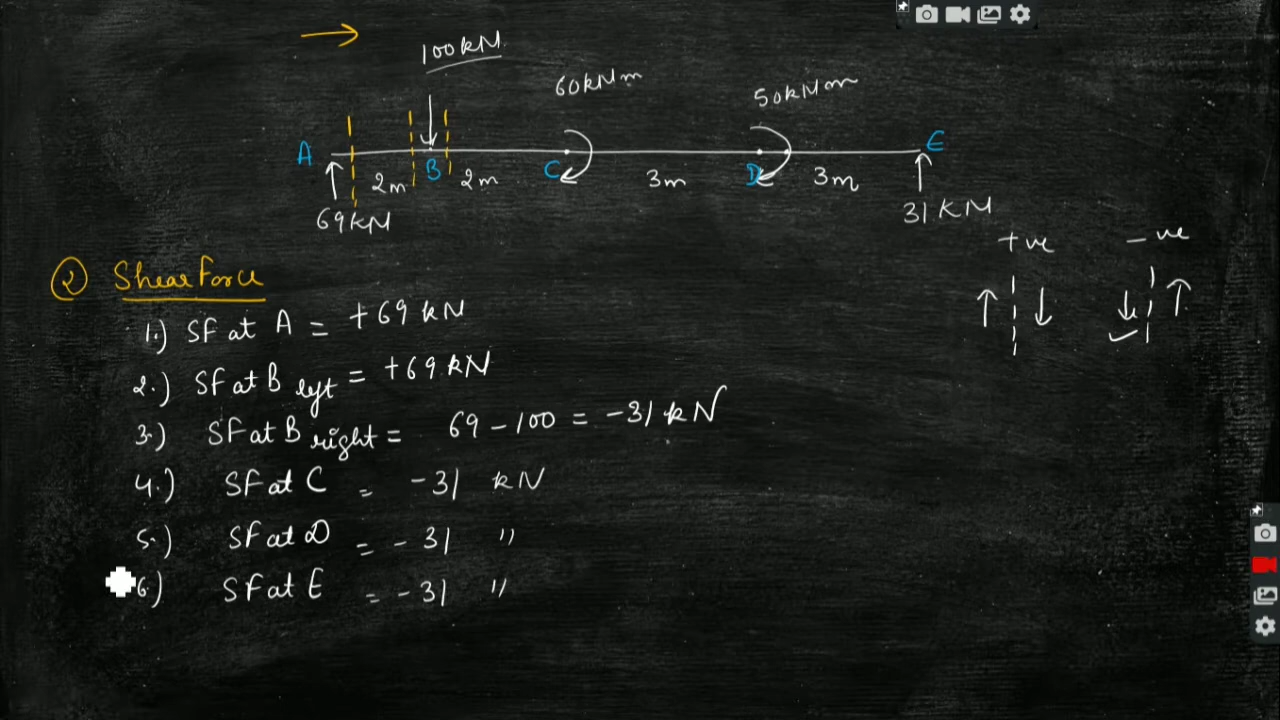 100kN
60kNm
50kNm
A B C D E
2m 2m 3m 3m
69kN
31 KN
+ve -ve
② Shear Force
1.) SF at A = +69 kN
2.) SF at B left = +69 kN
3.) SF at B right = 69 - 100 = -31 kN
4.) SF at C = -31 kN
5.) SF at D = -31 "
6.) SF at E = -31 "